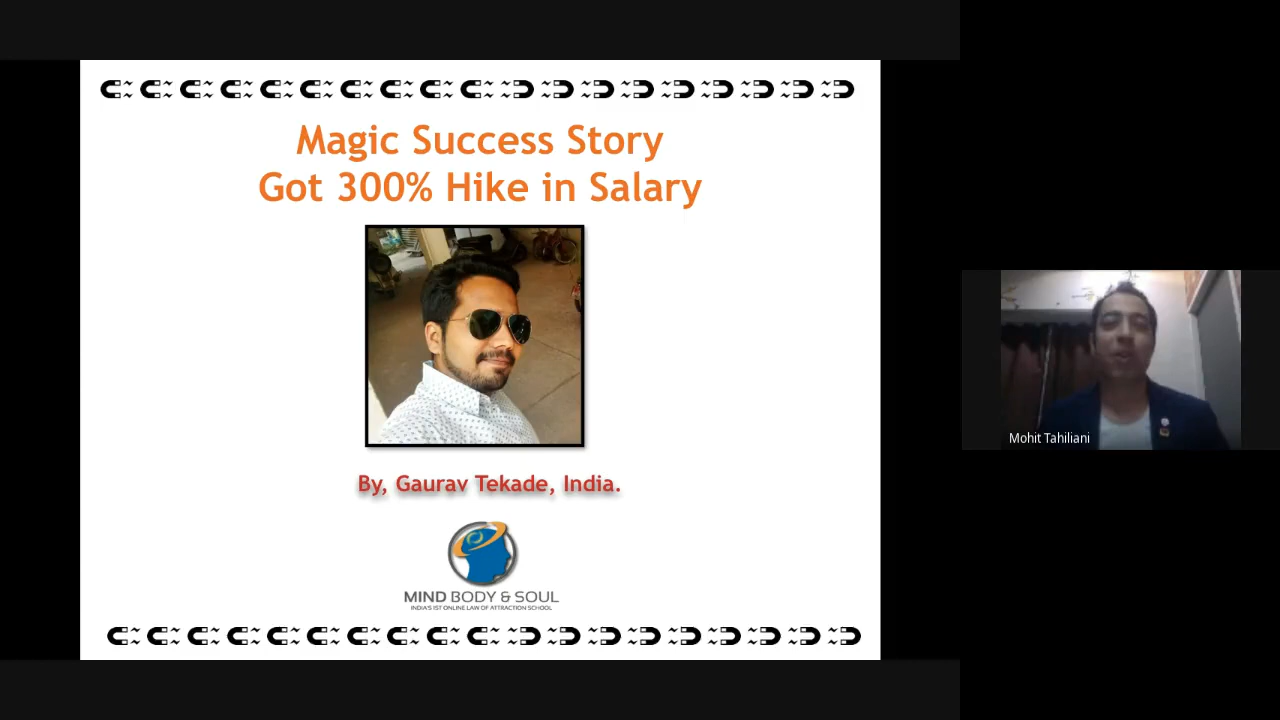 Magic Success Story
Got 300% Hike in Salary
By, Gaurav Tekade, India.
MIND BODY & SOUL
INDIA'S IST ONLINE LAW OF ATTRACTION SCHOOL
Mohit Tahiliani